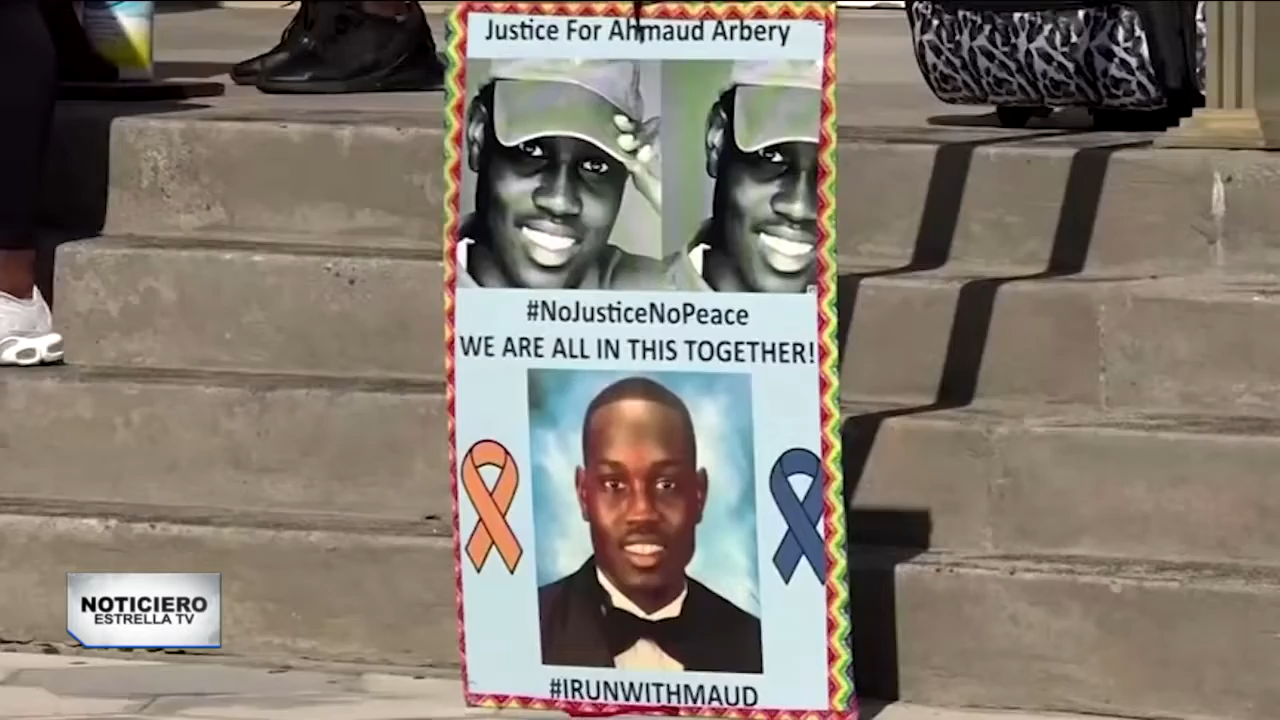 Justice For Ahmaud Arbery
#NoJusticeNoPeace
WE ARE ALL IN THIS TOGETHER!
#IRUNWITHMAUD
NOTICIERO
ESTRELLA TV